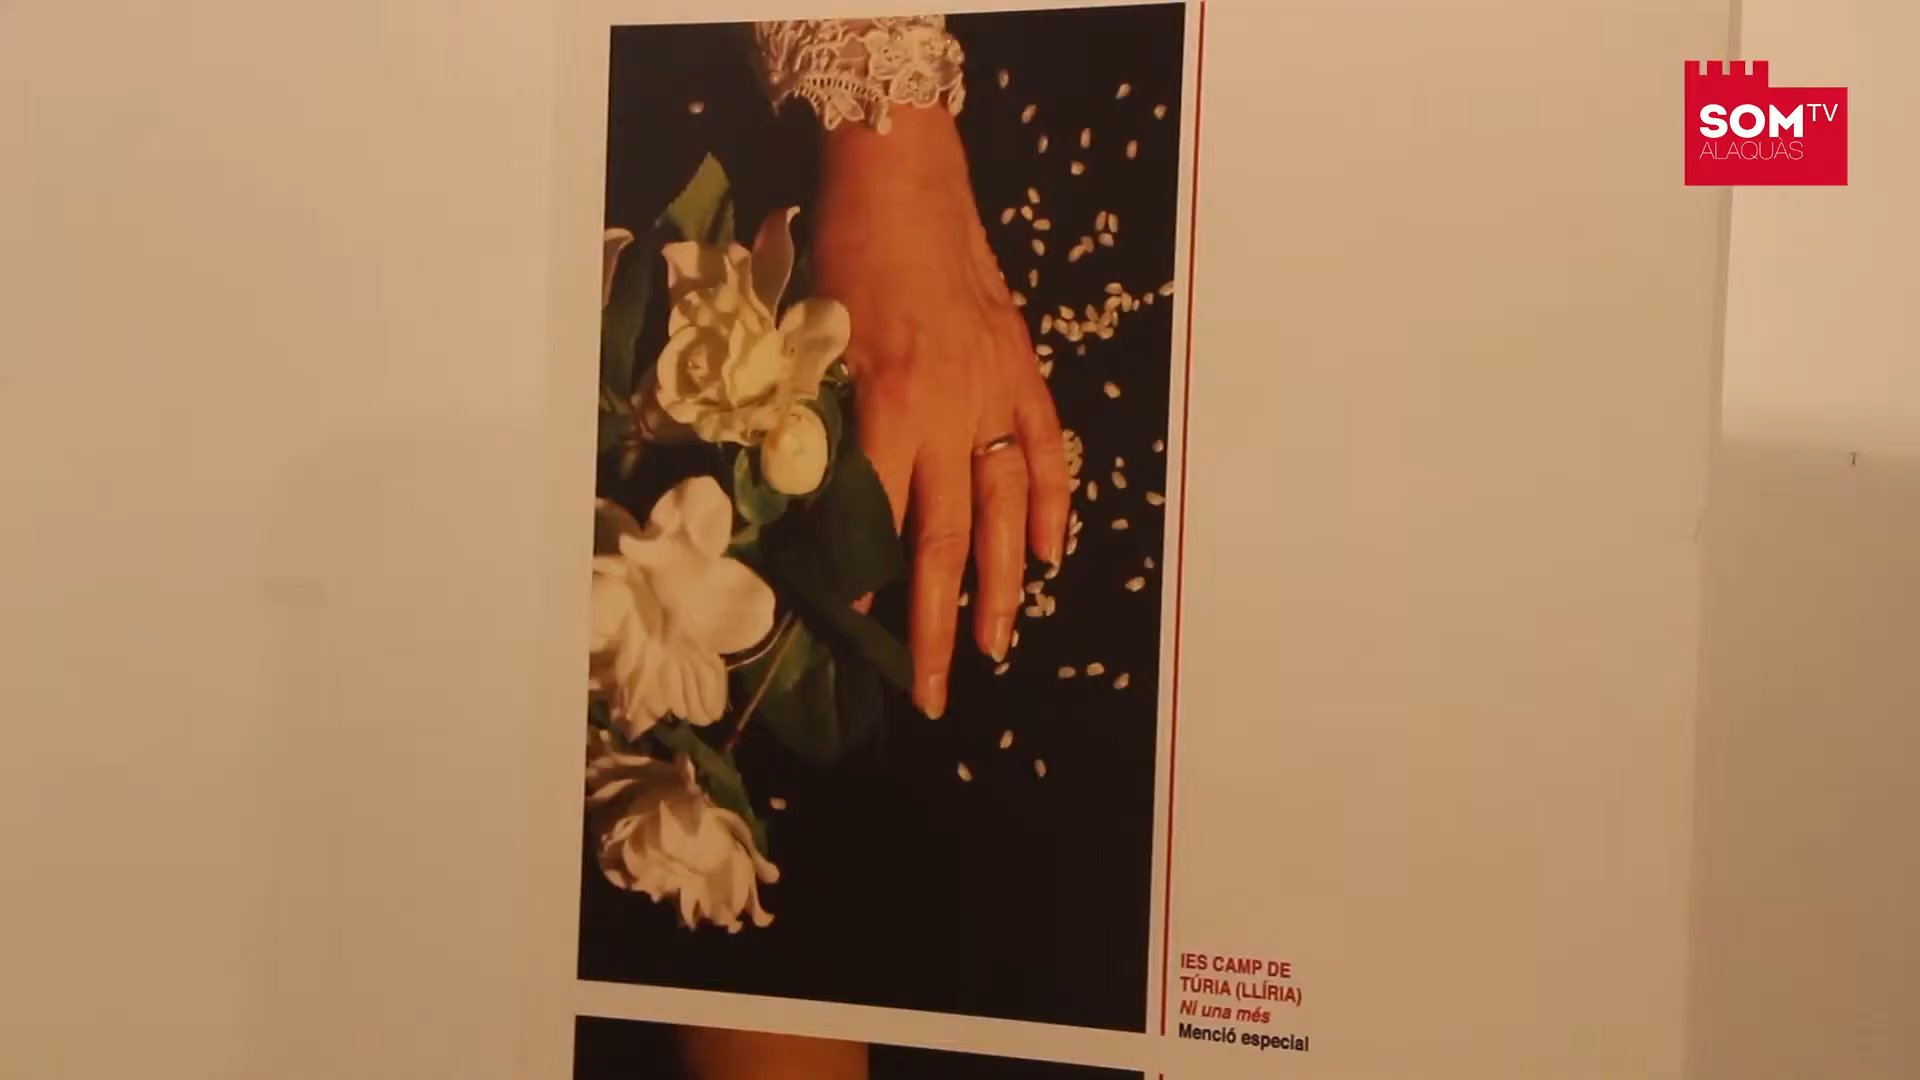 SOM TV
ALAQUÀS
IES CAMP DE
TÚRIA (LLÍRIA)
Ni una més
Menció especial